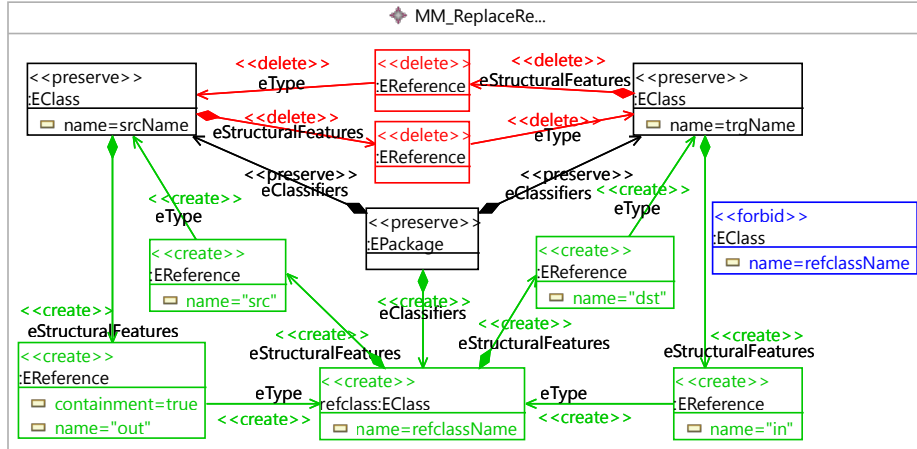 MM_ReplaceRe...
<<delete>>
eType
<<delete>>
:EReference
<<delete>>
eStructuralFeatures
<<preserve>>
:EClass
name=srcName
<<preserve>>
:EClass
name=trgName
<<delete>>
eStructuralFeatures
<<delete>>
:EReference
<<delete>>
eType
<<preserve>>
eClassifiers
<<preserve>>
eClassifiers
<<create>>
eType
<<preserve>>
:EPackage
<<create>>
eType
<<forbid>>
:EClass
name=refclassName
<<create>>
:EReference
name="src"
<<create>>
:EReference
name="dst"
<<create>>
eClassifiers
<<create>>
eStructuralFeatures
<<create>>
eStructuralFeatures
<<create>>
eStructuralFeatures
<<create>>
eStructuralFeatures
<<create>>
:EReference
containment=true
name="out"
eType
<<create>>
<<create>>
refclass:EClass
name=refclassName
eType
<<create>>
<<create>>
:EReference
name="in"